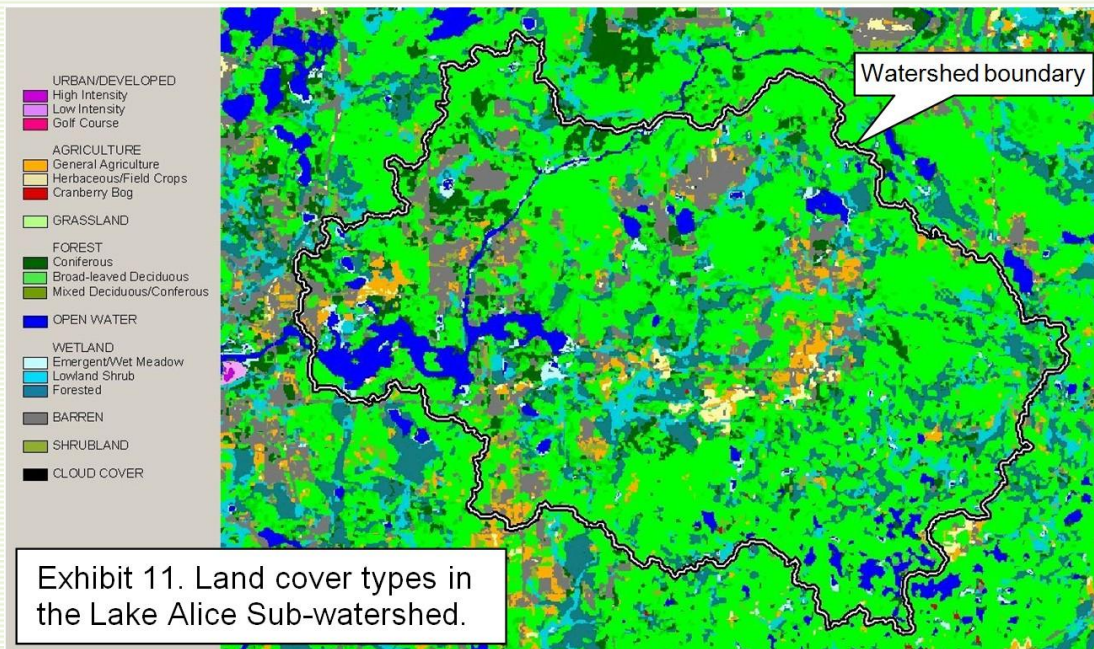 URBAN/DEVELOPED
High Intensity
Low Intensity
Golf Course
AGRICULTURE
General Agriculture
Herbaceous/Field Crops
Cranberry Bog
GRASSLAND
FOREST
Coniferous
Broad-leaved Deciduous
Mixed Deciduous/Conferous
OPEN WATER
WETLAND
Emergent/Wet Meadow
Lowland Shrub
Forested
BARREN
SHRUBLAND
CLOUD COVER
Watershed boundary
Exhibit 11. Land cover types in
the Lake Alice Sub-watershed.